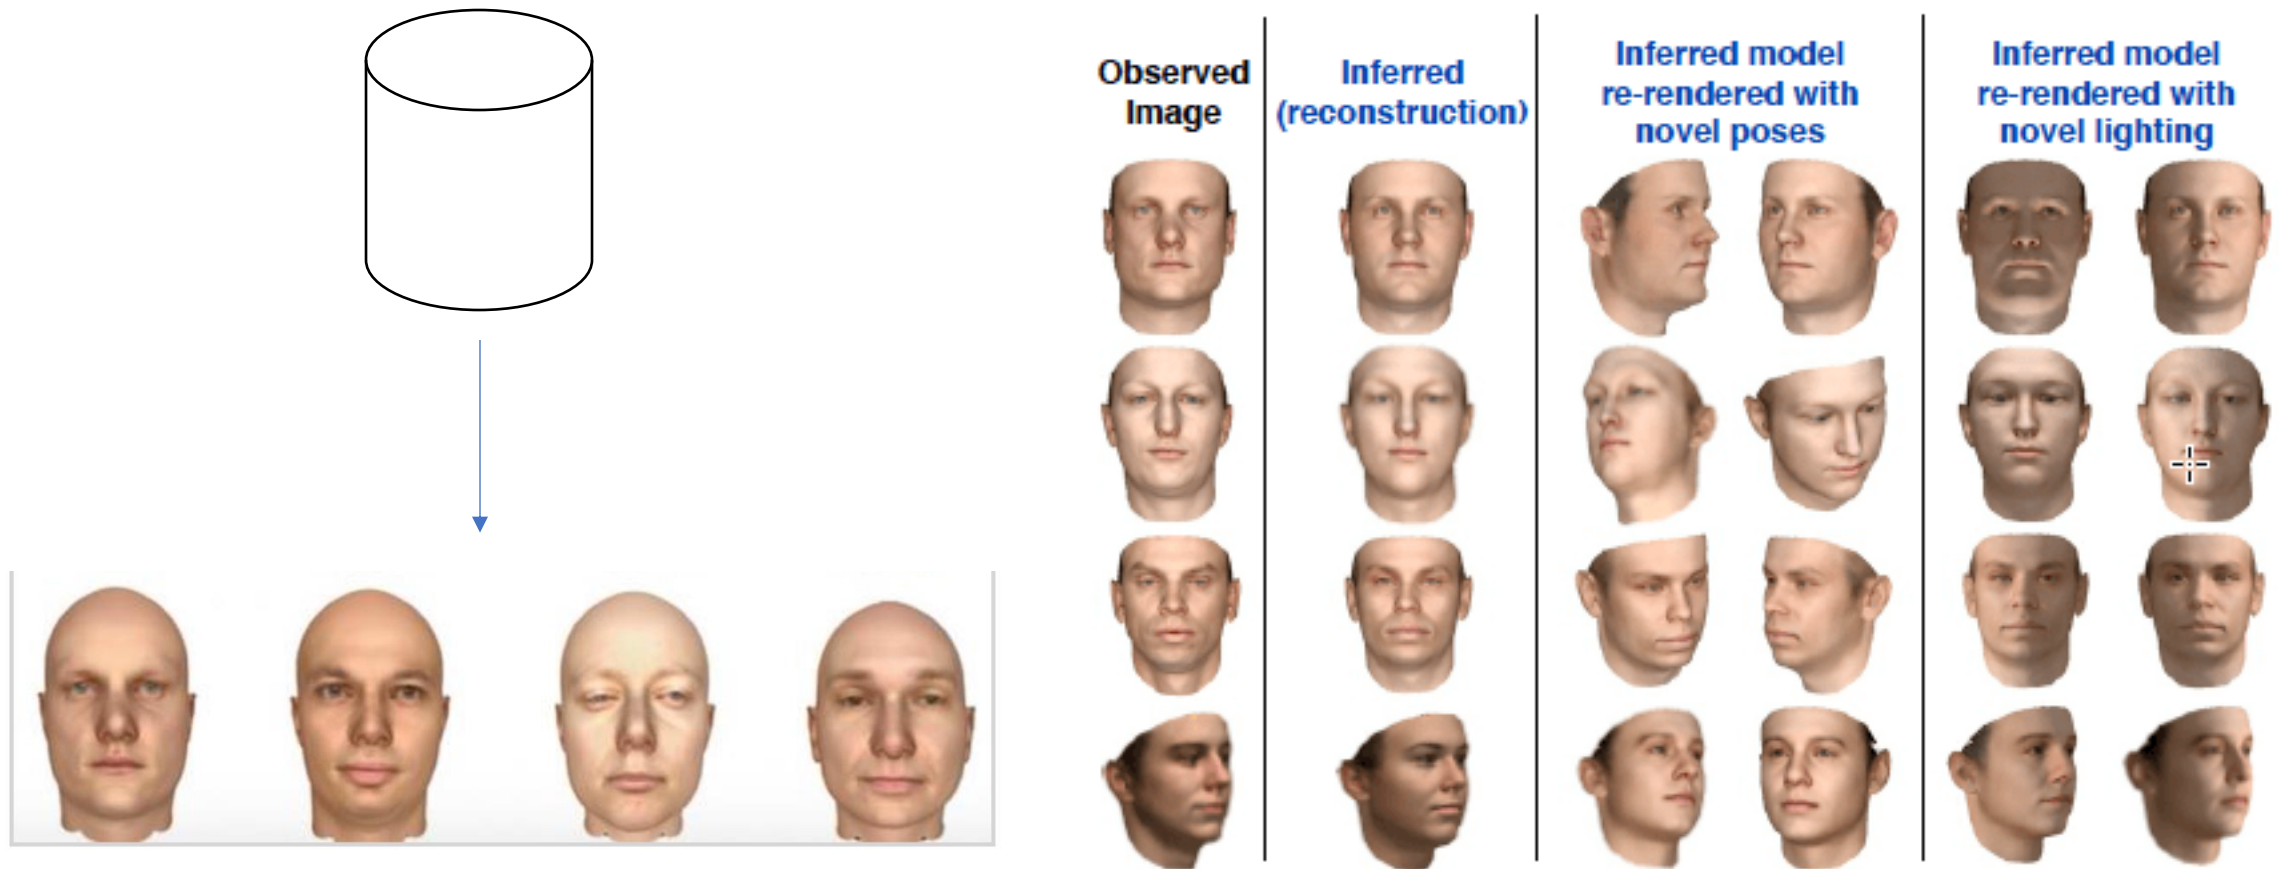 Observed
Image
Inferred
(reconstruction)
Inferred model
re-rendered with
novel poses
Inferred model
re-rendered with
novel lighting